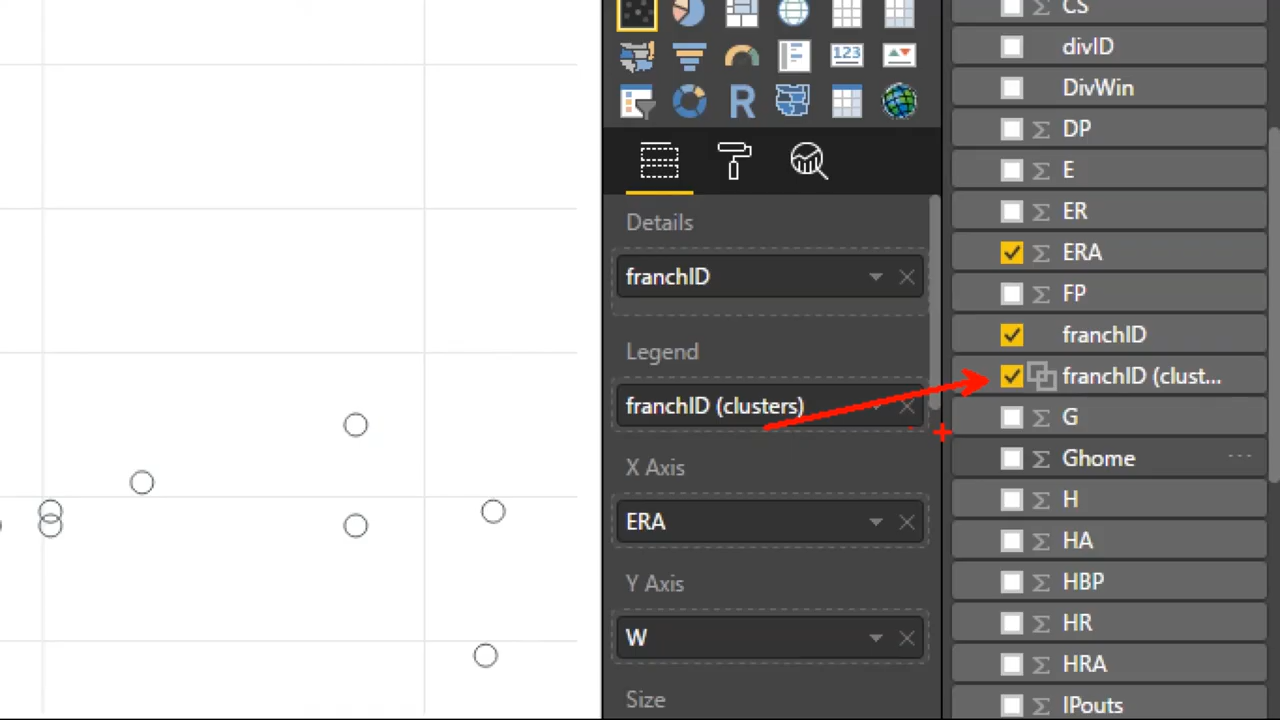 123
R
Details
franchID
Legend
franchID (clusters)
X Axis
ERA
Y Axis
W
Size
CS
divID
DivWin
DP
E
ER
ERA
FP
franchID
franchID (clust...
G
Ghome
H
HA
HBP
HR
HRA
IPouts